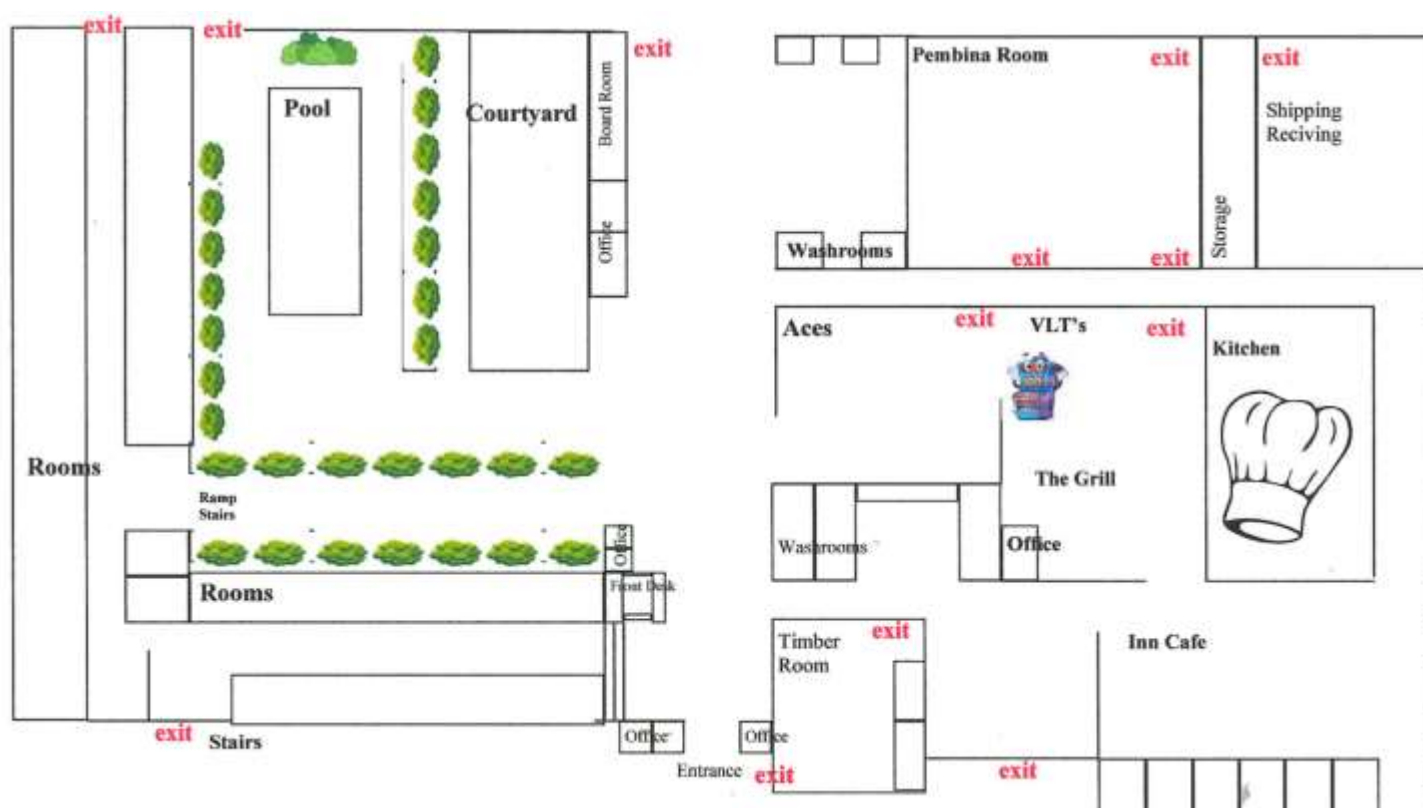 exit
exit
exit
Pool
Courtyard
Board Room
Office
Rooms
Ramp
Stairs
Office
Rooms
Front Desk
exit
Stairs
Office
Office
Entrance
exit
Pembina Room
exit
exit
Shipping
Reciving
Storage
Washrooms
exit
exit
Aces
exit
VLT's
exit
Kitchen
The Grill
Washrooms
Office
Timber
Room
exit
Inn Cafe
exit